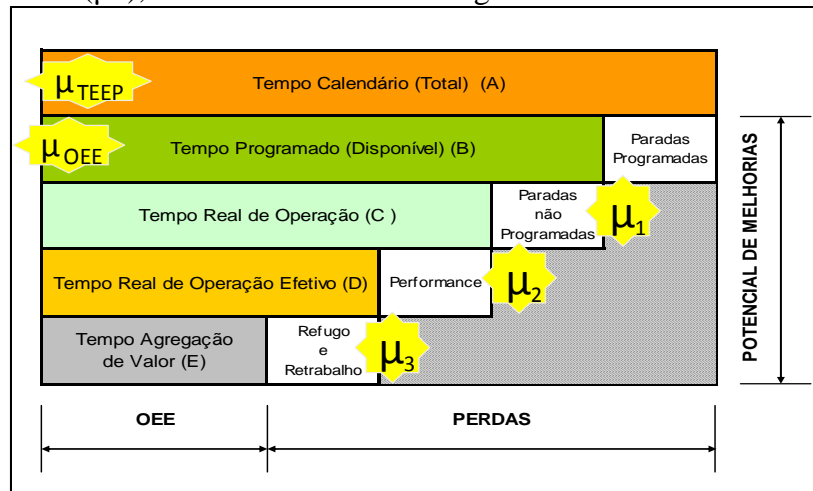 μTEEP
Tempo Calendário (Total) (A)
μOEE
Tempo Programado (Disponível) (B)
Paradas
Programadas
Tempo Real de Operação (C )
Paradas
não
Programadas
μ1
Tempo Real de Operação Efetivo (D)
Performance
μ2
Tempo Agregação
de Valor (E)
Refugo
e
Retrabalho
μ3
POTENCIAL DE MELHORIAS
OEE
PERDAS